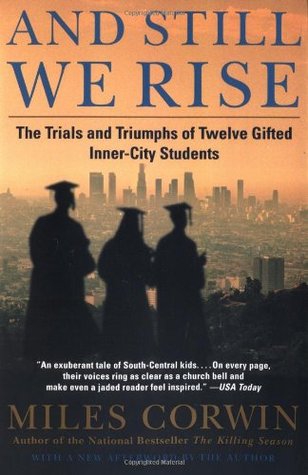 AND STILL
WE RISE
The Trials and Triumphs of Twelve Gifted
Inner-City Students
"An exuberant tale of South-Central kids. . . . On every page,
their voices ring as clear as a church bell and
make even a jaded reader feel inspired." —USA Today
MILES CORWIN
Author of the National Bestseller The Killing Season
WITH A NEW AFTERWORD BY THE AUTHOR
Copyrighted Material